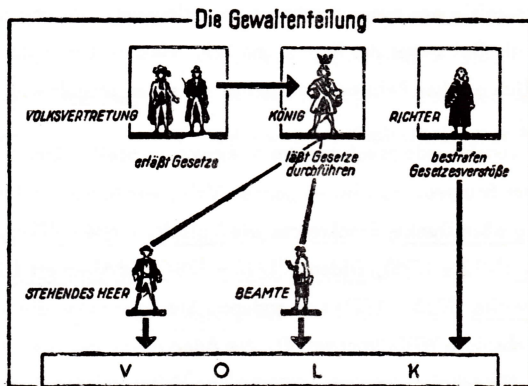 Die Gewaltenteilung
VOLKSVERTRETUNG
KÖNIG
RICHTER
erläßt Gesetze
läßt Gesetze
durchführen
bestrafen
Gesetzesverstöße
STEHENDES HEER
BEAMTE
V O L K